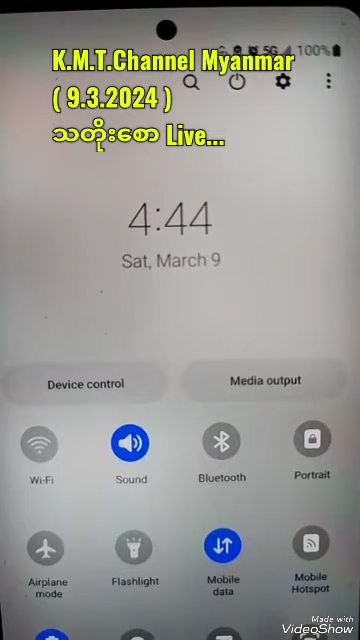 5G 100%
K.M.T.Channel Myanmar
( 9.3.2024 )
သတိုးစော Live...
4:44
Sat, March 9
Device control
Media output
Wi-Fi
Sound
Bluetooth
Portrait
Airplane
mode
Flashlight
Mobile
data
Mobile
Hotspot
Made with
VideoShow